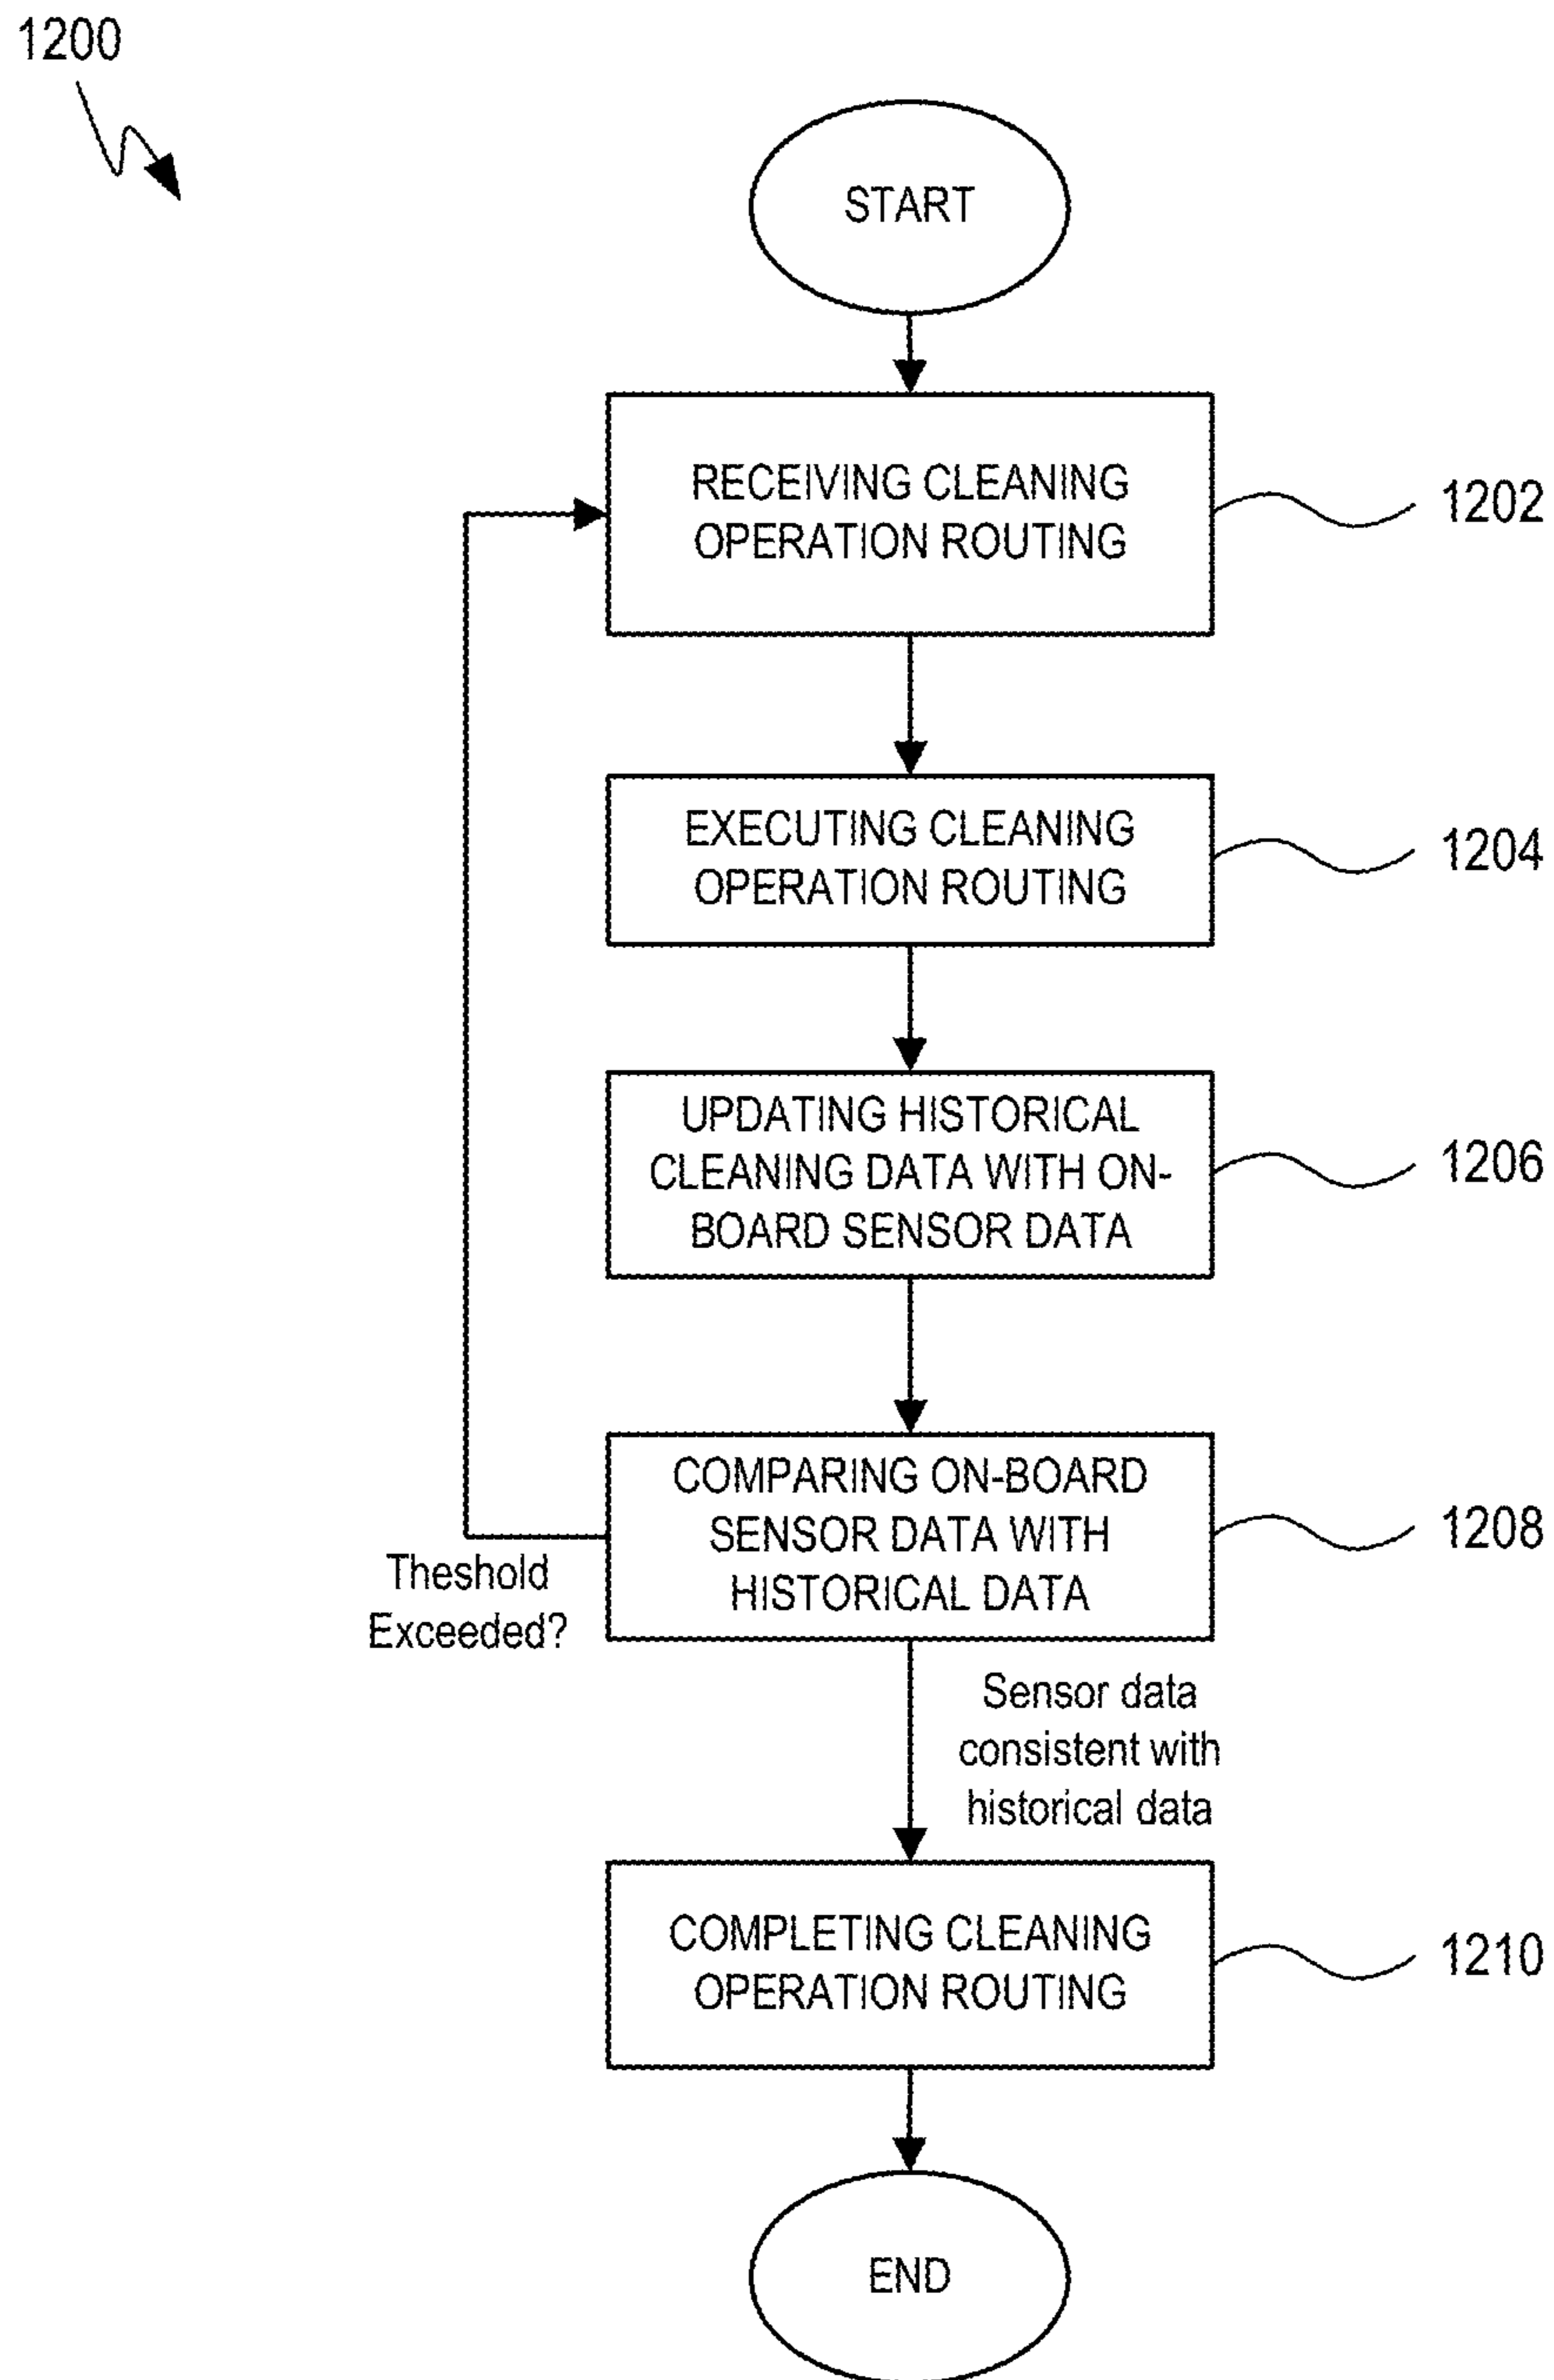 1200
START
RECEIVING CLEANING
OPERATION ROUTING
1202
EXECUTING CLEANING
OPERATION ROUTING
1204
UPDATING HISTORICAL
CLEANING DATA WITH ON-
BOARD SENSOR DATA
1206
COMPARING ON-BOARD
SENSOR DATA WITH
HISTORICAL DATA
1208
Theshold
Exceeded?
Sensor data
consistent with
historical data
COMPLETING CLEANING
OPERATION ROUTING
1210
END